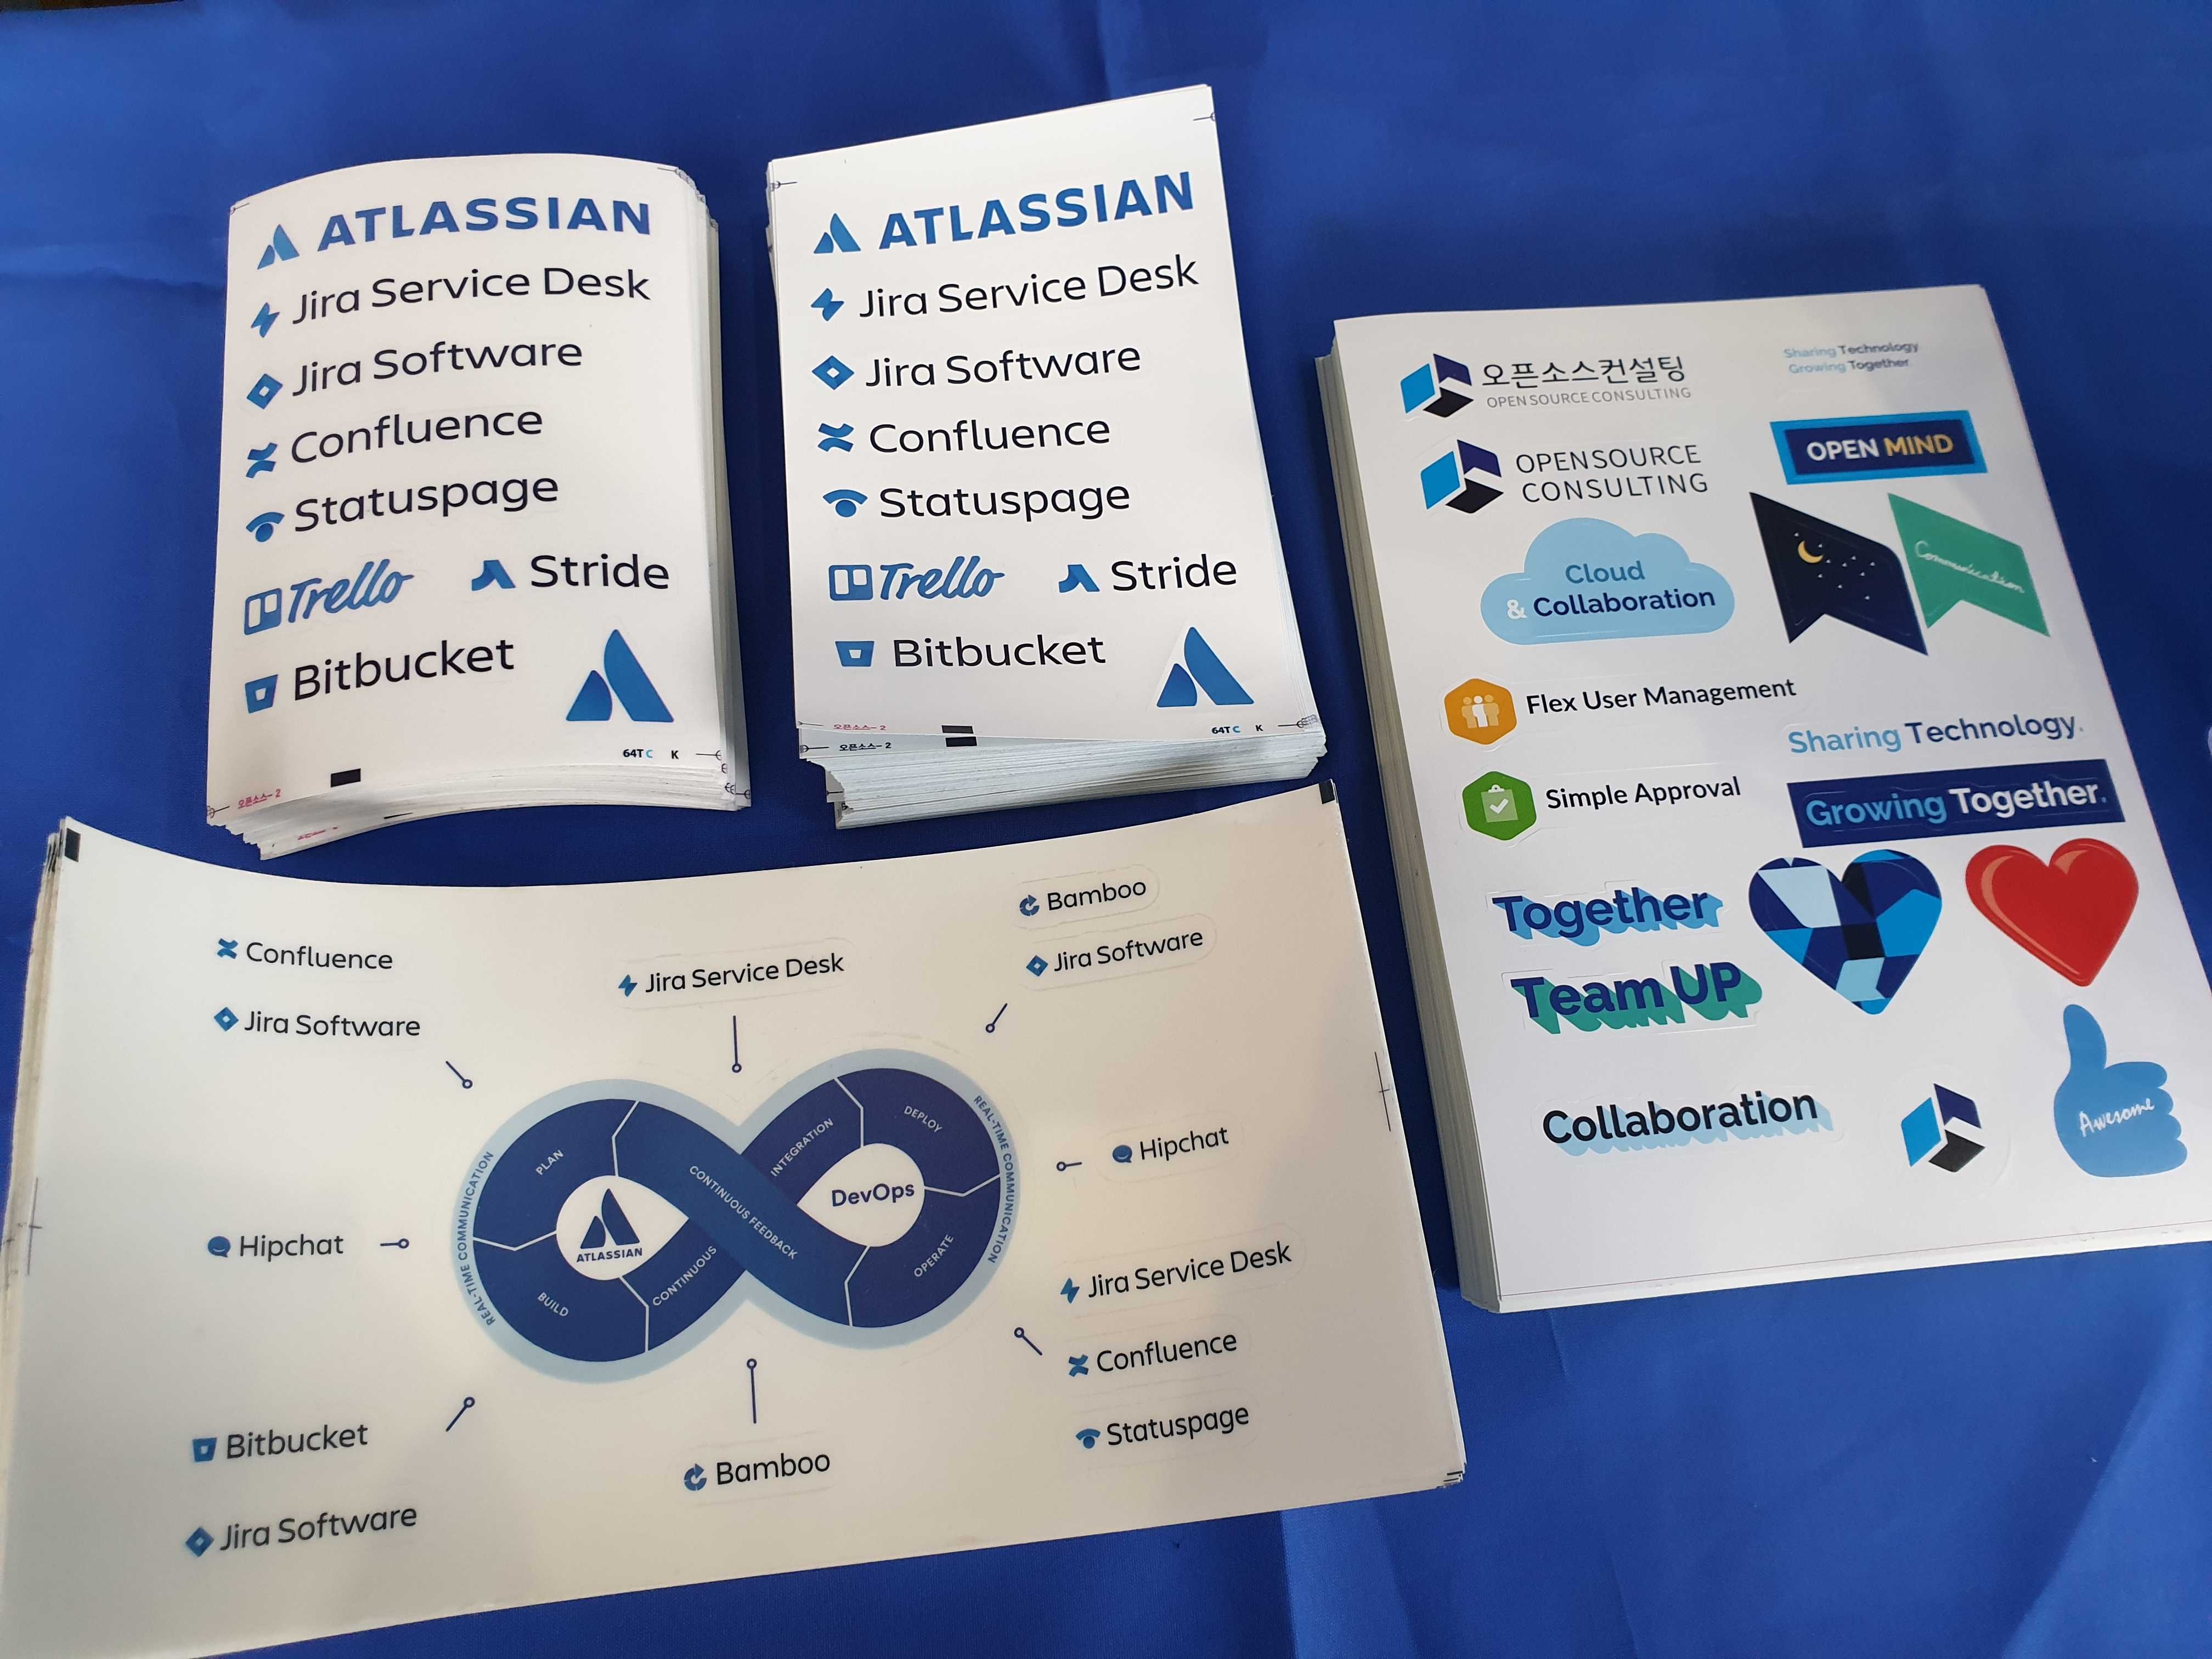 ATLASSIAN
Jira Service Desk
Jira Software
Confluence
Statuspage
Trello
Stride
Bitbucket
오픈소스-2
64T C K
ATLASSIAN
Jira Service Desk
Jira Software
Confluence
Statuspage
Trello
Stride
Bitbucket
오픈소스-2
64T C K
오픈소스-2
오픈소스컨설팅
OPEN SOURCE CONSULTING
Sharing Technology
Growing Together
OPENSOURCE
CONSULTING
OPEN MIND
Cloud
& Collaboration
Communication
Flex User Management
Sharing Technology.
Simple Approval
Growing Together.
Together
Team UP
Collaboration
Awesome
Confluence
Jira Software
Jira Service Desk
Bamboo
Jira Software
Hipchat
Hipchat
REAL-TIME COMMUNICATION
PLAN
BUILD
CONTINUOUS
INTEGRATION
CONTINUOUS FEEDBACK
DEPLOY
OPERATE
REAL-TIME COMMUNICATION
ATLASSIAN
DevOps
Jira Service Desk
Confluence
Statuspage
Bitbucket
Jira Software
Bamboo